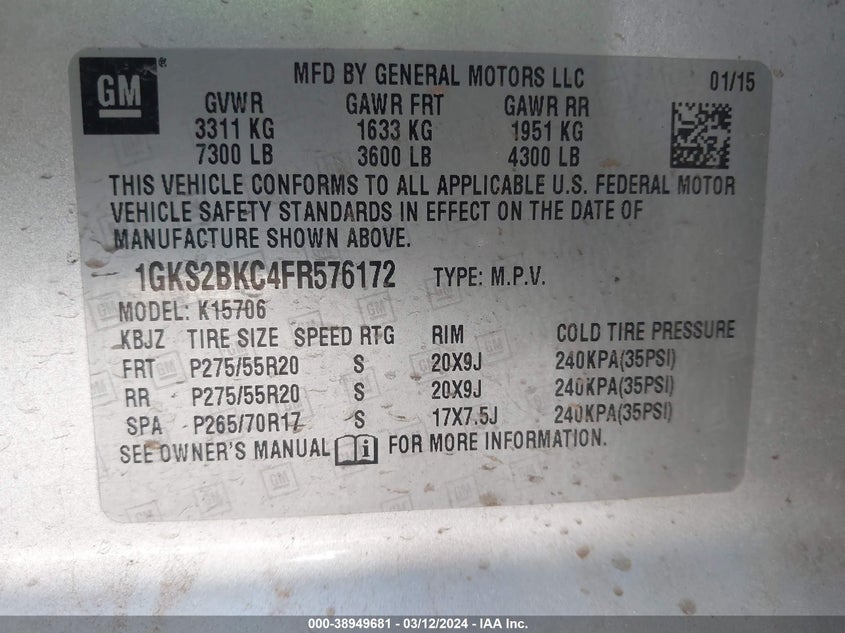 GM® MFD BY GENERAL MOTORS LLC 01/15
GVWR GAWR FRT GAWR RR
3311 KG 1633 KG 1951 KG
7300 LB 3600 LB 4300 LB
THIS VEHICLE CONFORMS TO ALL APPLICABLE U.S. FEDERAL MOTOR
VEHICLE SAFETY STANDARDS IN EFFECT ON THE DATE OF
MANUFACTURE SHOWN ABOVE.
1GKS2BKC4FR576172 TYPE: M.P.V.
MODEL: K15706
KBJZ TIRE SIZE SPEED RTG RIM COLD TIRE PRESSURE
FRT P275/55R20 S 20X9J 240KPA(35PSI)
RR P275/55R20 S 20X9J 240KPA(35PSI)
SPA P265/70R17 S 17X7.5J 240KPA(35PSI)
SEE OWNER'S MANUAL i FOR MORE INFORMATION.
000-38949681 - 03/12/2024 - IAA Inc.